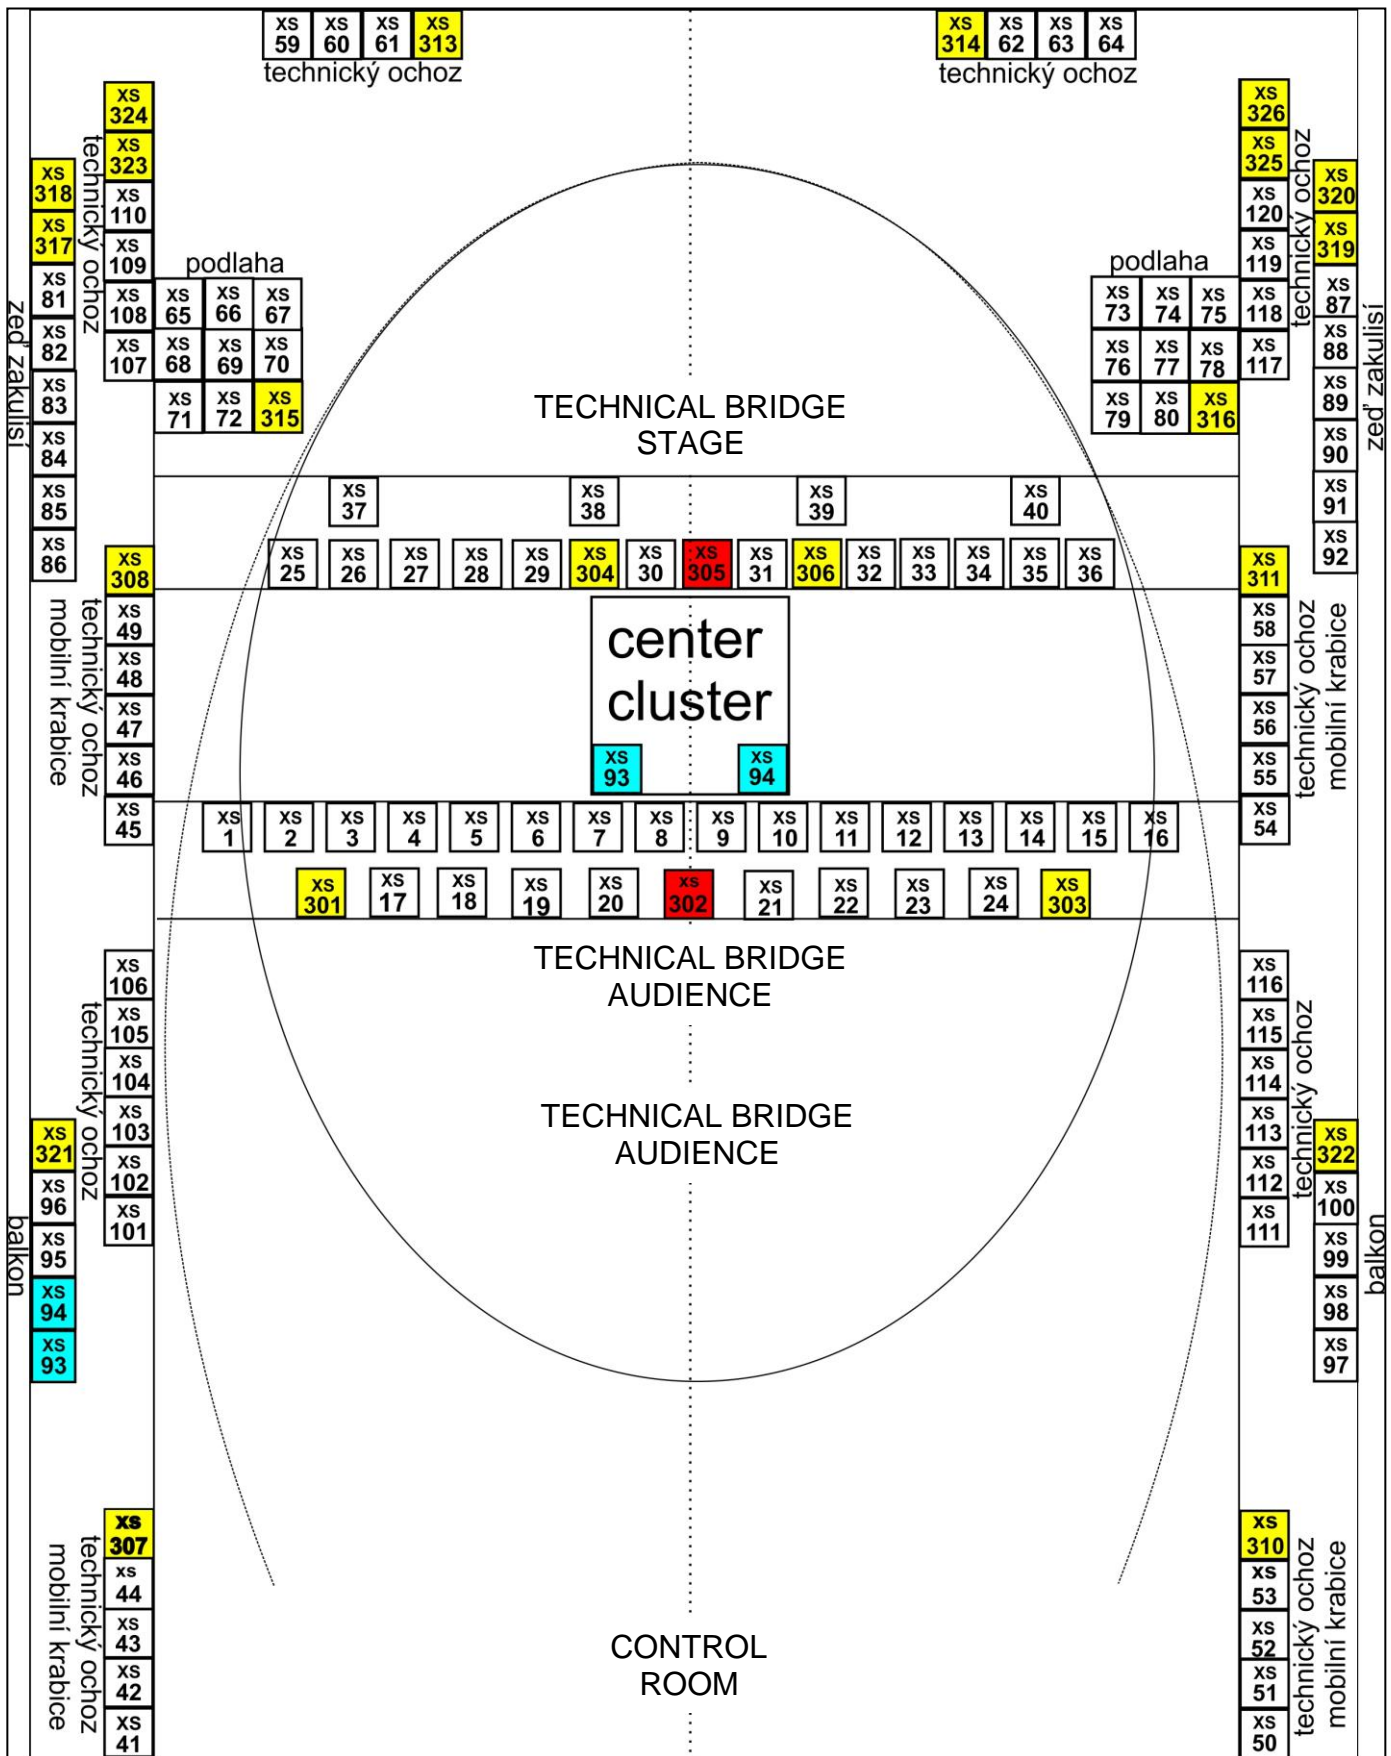 XS 59 XS 60 XS 61 XS 313
technický ochoz
XS 314 XS 62 XS 63 XS 64
technický ochoz
XS 324
XS 323
XS 110
XS 109
XS 108
XS 107
technický ochoz
XS 318
XS 317
XS 81
XS 82
XS 83
XS 84
XS 85
XS 86
zeď zakulisí
podlaha
XS 65 XS 66 XS 67
XS 68 XS 69 XS 70
XS 71 XS 72 XS 315
podlaha
XS 73 XS 74 XS 75
XS 76 XS 77 XS 78
XS 79 XS 80 XS 316
XS 326
XS 325
XS 120
XS 119
XS 118
XS 117
technický ochoz
XS 320
XS 319
XS 87
XS 88
XS 89
XS 90
XS 91
XS 92
zeď zakulisí
TECHNICAL BRIDGE
STAGE
XS 37 XS 38 XS 39 XS 40
XS 25 XS 26 XS 27 XS 28 XS 29 XS 304 XS 30 XS 305 XS 31 XS 306 XS 32 XS 33 XS 34 XS 35 XS 36
XS 308
XS 49
XS 48
XS 47
XS 46
XS 45
technický ochoz
mobilní krabice
center
cluster
XS 93 XS 94
XS 311
XS 58
XS 57
XS 56
XS 55
XS 54
technický ochoz
mobilní krabice
XS 1 XS 2 XS 3 XS 4 XS 5 XS 6 XS 7 XS 8 XS 9 XS 10 XS 11 XS 12 XS 13 XS 14 XS 15 XS 16
XS 301 XS 17 XS 18 XS 19 XS 20 XS 302 XS 21 XS 22 XS 23 XS 24 XS 303
TECHNICAL BRIDGE
AUDIENCE
XS 106
XS 105
XS 104
XS 103
XS 102
XS 101
technický ochoz
XS 321
XS 96
XS 95
XS 94
XS 93
balkon
TECHNICAL BRIDGE
AUDIENCE
XS 116
XS 115
XS 114
XS 113
XS 112
XS 111
technický ochoz
XS 322
XS 100
XS 99
XS 98
XS 97
balkon
XS 307
XS 44
XS 43
XS 42
XS 41
technický ochoz
mobilní krabice
CONTROL
ROOM
XS 310
XS 53
XS 52
XS 51
XS 50
technický ochoz
mobilní krabice